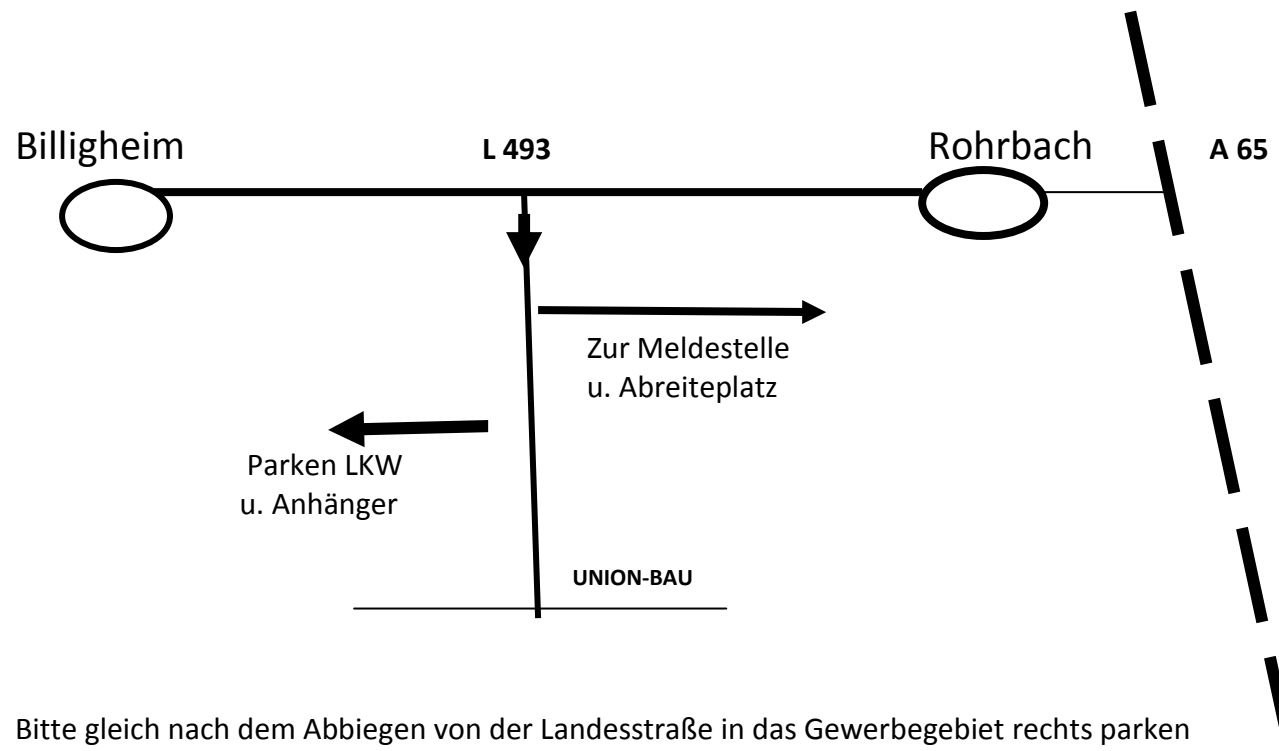 Billigheim
L 493
Rohrbach
A 65
Zur Meldestelle
u. Abreiteplatz
Parken LKW
u. Anhänger
UNION-BAU
Bitte gleich nach dem Abbiegen von der Landesstraße in das Gewerbegebiet rechts parken